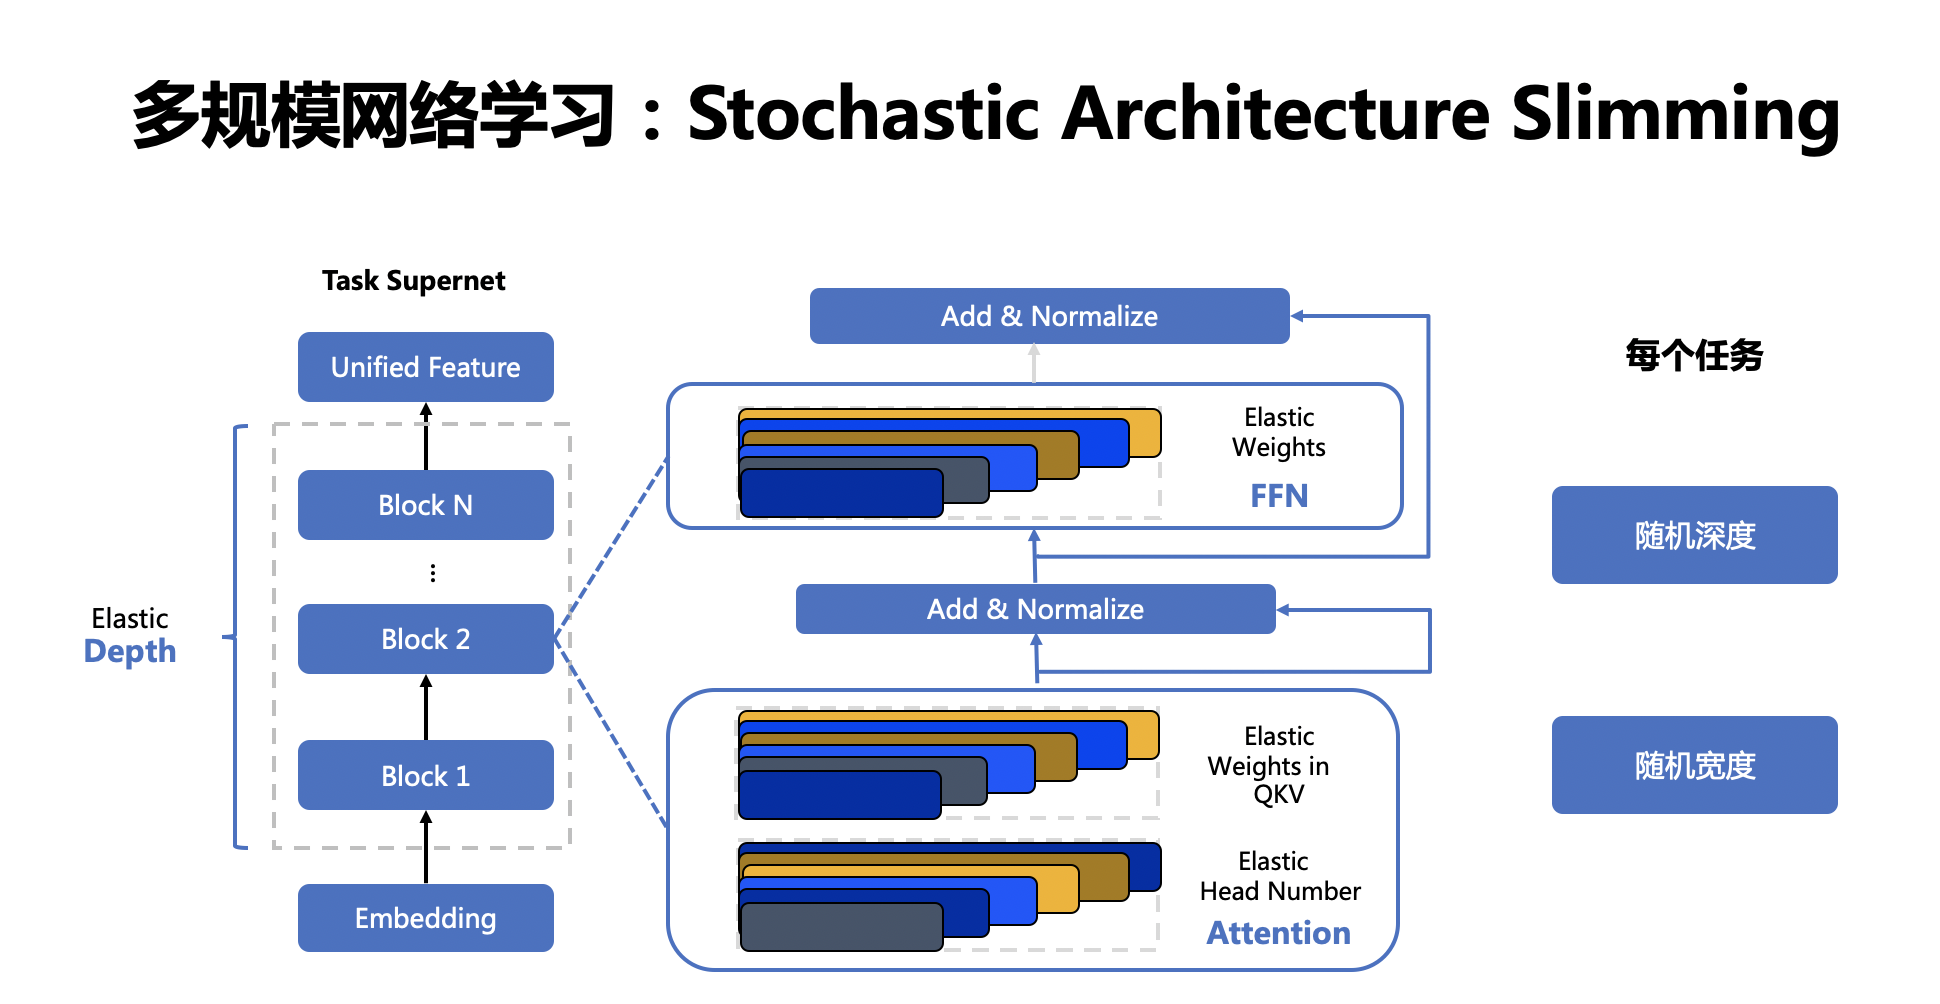 多规模网络学习：Stochastic Architecture Slimming
Task Supernet
Unified Feature
Block N
...
Block 2
Block 1
Embedding
Elastic
Depth
Add & Normalize
Elastic
Weights
FFN
Add & Normalize
Elastic
Weights in
QKV
Elastic
Head Number
Attention
每个任务
随机深度
随机宽度